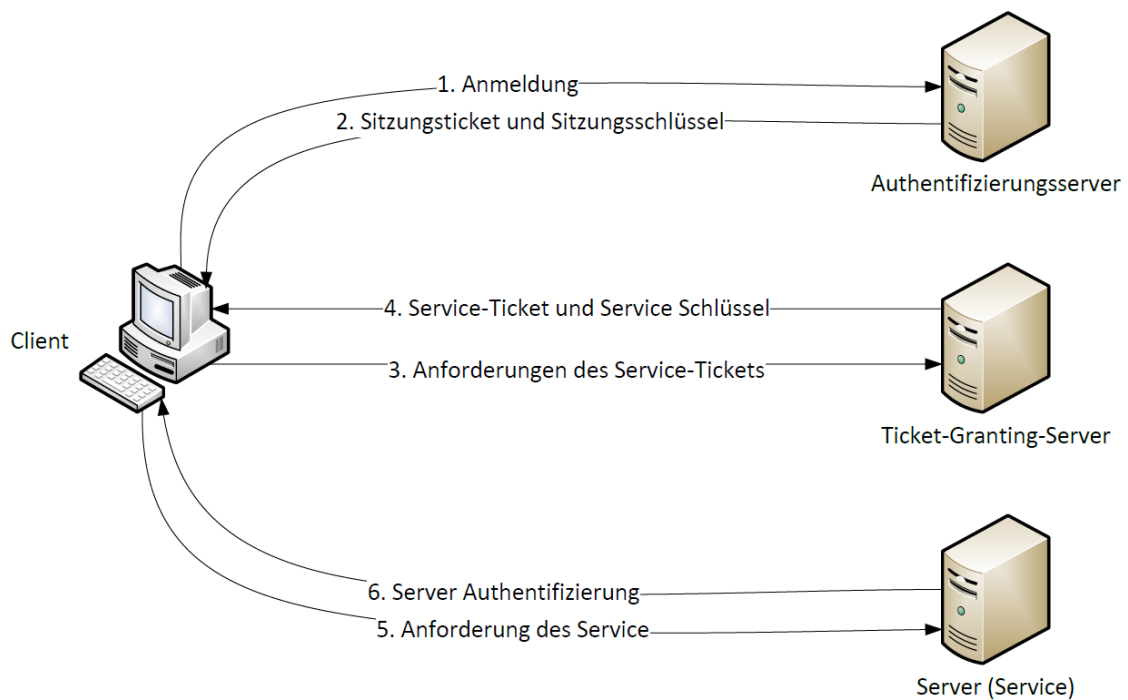 1. Anmeldung
2. Sitzungsticket und Sitzungsschlüssel
Authentifizierungsserver
4. Service-Ticket und Service Schlüssel
Client
3. Anforderungen des Service-Tickets
Ticket-Granting-Server
6. Server Authentifizierung
5. Anforderung des Service
Server (Service)